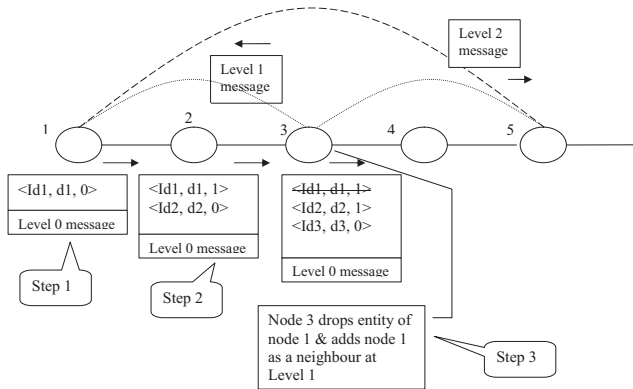 Level 2
message
Level 1
message
1
2
3
4
5
<Id1, d1, 0>
Level 0 message
<Id1, d1, 1>
<Id2, d2, 0>
Level 0 message
<Id1, d1, 1>
<Id2, d2, 1>
<Id3, d3, 0>
Level 0 message
Step 1
Step 2
Node 3 drops entity of
node 1 & adds node 1
as a neighbour at
Level 1
Step 3